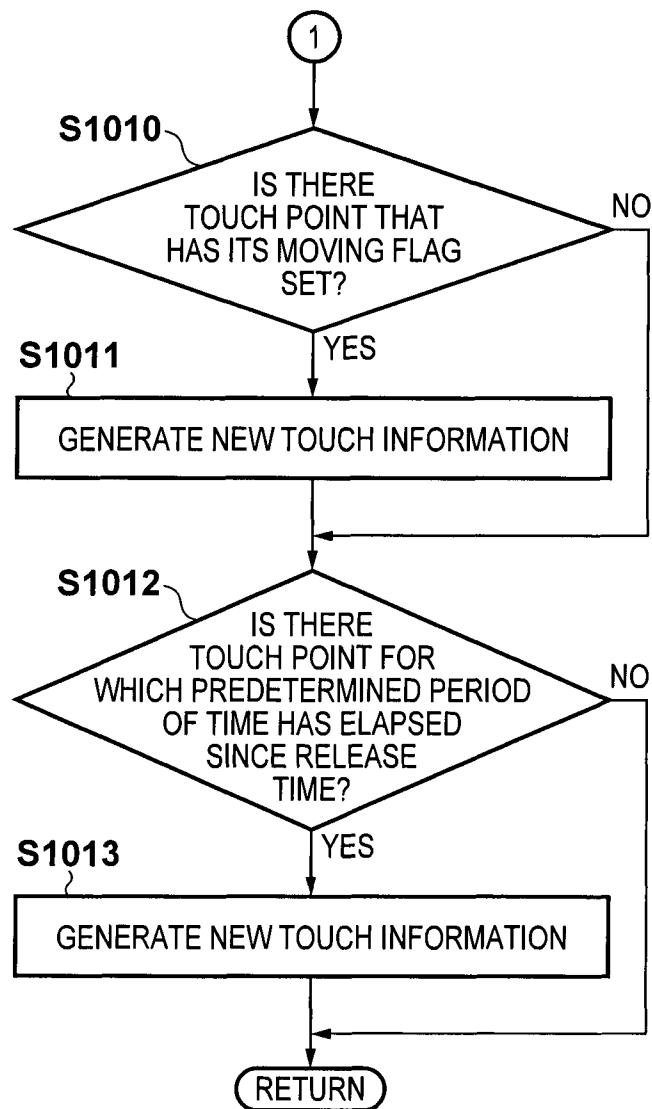 1
S1010
IS THERE
TOUCH POINT THAT
HAS ITS MOVING FLAG
SET?
NO
YES
S1011
GENERATE NEW TOUCH INFORMATION
S1012
IS THERE
TOUCH POINT FOR
WHICH PREDETERMINED PERIOD
OF TIME HAS ELAPSED
SINCE RELEASE
TIME?
NO
YES
S1013
GENERATE NEW TOUCH INFORMATION
RETURN